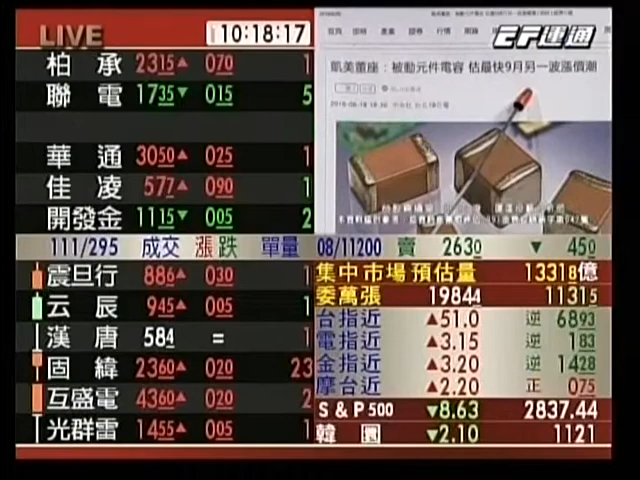 LIVE 10:18:17
柏承 2315▲ 070 1
聯電 1735▼ 015 5
華通 3050▲ 025 1
佳凌 577▲ 090 1
開發金 1115▼ 005 2
111/295 成交 漲跌 單量
震旦行 886▲ 030 1
云辰 945▲ 005 1
漢唐 584 =  1
固緯 2360▲ 020 23
互盛電 4360▲ 020 2
光群雷 1455▲ 005 1
凱美董座：被動元件電容 估最快9月另一波漲價潮
08/11200 賣 2630 ▼ 450
集中市場預估量 13318億
委萬張 19844 11315
台指近 ▲51.0 逆 6893
電指近 ▲3.15 逆 183
金指近 ▲3.20 逆 1428
摩台近 ▲2.20 正 075
S&P500 ▼8.63 2837.44
韓 ▼2.10 1121